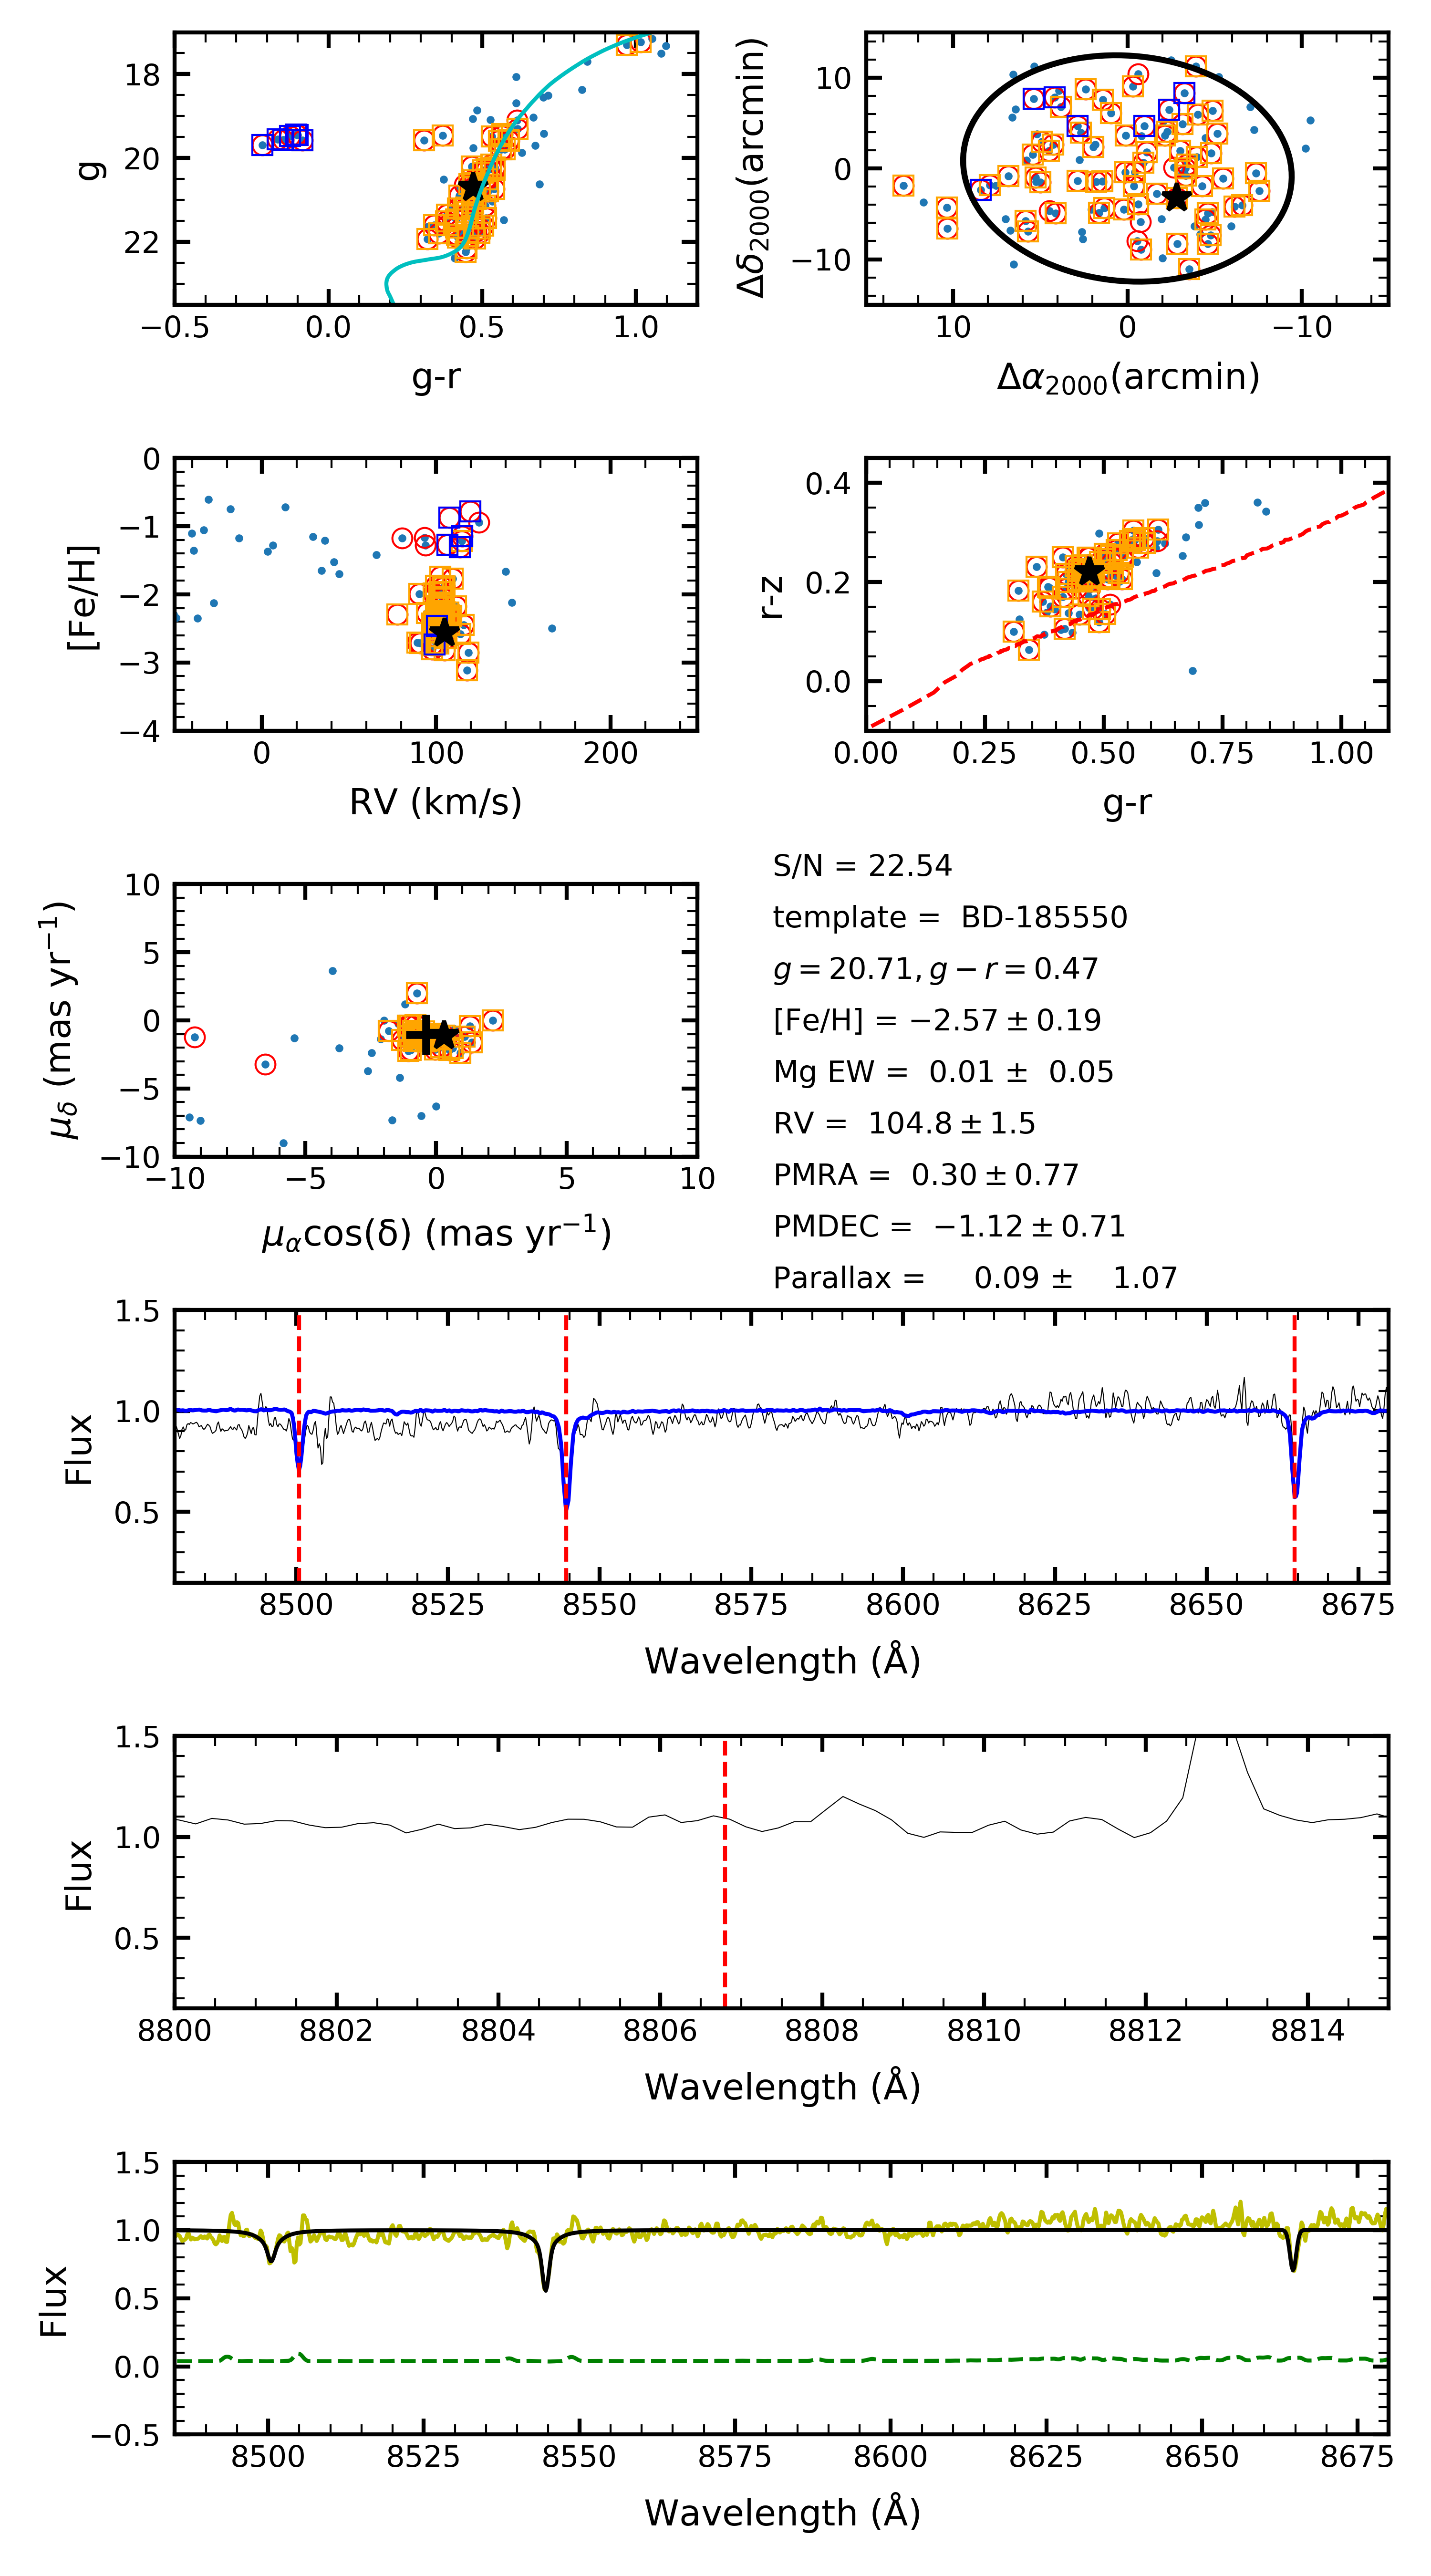 18
20
22
g
−0.5 0.0 0.5 1.0
g-r
10
0
−10
Δδ2000(arcmin)
10 0 −10
Δα2000(arcmin)
0
−1
−2
−3
−4
[Fe/H]
0 100 200
RV (km/s)
0.4
0.2
0.0
r-z
0.00 0.25 0.50 0.75 1.00
g-r
10
5
0
−5
−10
μδ (mas yr−1)
−10 −5 0 5 10
μαcos(δ) (mas yr−1)
S/N = 22.54
template = BD-185550
g = 20.71, g − r = 0.47
[Fe/H] = −2.57 ± 0.19
Mg EW = 0.01 ± 0.05
RV = 104.8 ± 1.5
PMRA = 0.30 ± 0.77
PMDEC = −1.12 ± 0.71
Parallax = 0.09 ± 1.07
1.5
1.0
0.5
Flux
8500 8525 8550 8575 8600 8625 8650 8675
Wavelength (Å)
1.5
1.0
0.5
Flux
8800 8802 8804 8806 8808 8810 8812 8814
Wavelength (Å)
1.5
1.0
0.5
0.0
−0.5
Flux
8500 8525 8550 8575 8600 8625 8650 8675
Wavelength (Å)